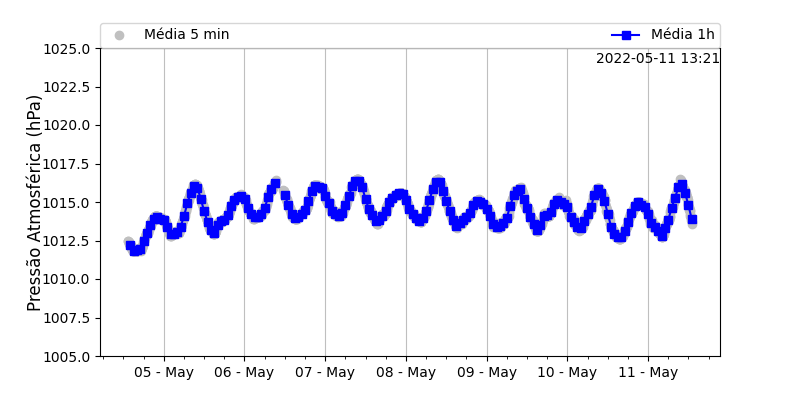 Média 5 min
Média 1h
2022-05-11 13:21
Pressão Atmosférica (hPa)
1025.0
1022.5
1020.0
1017.5
1015.0
1012.5
1010.0
1007.5
1005.0
05 - May
06 - May
07 - May
08 - May
09 - May
10 - May
11 - May